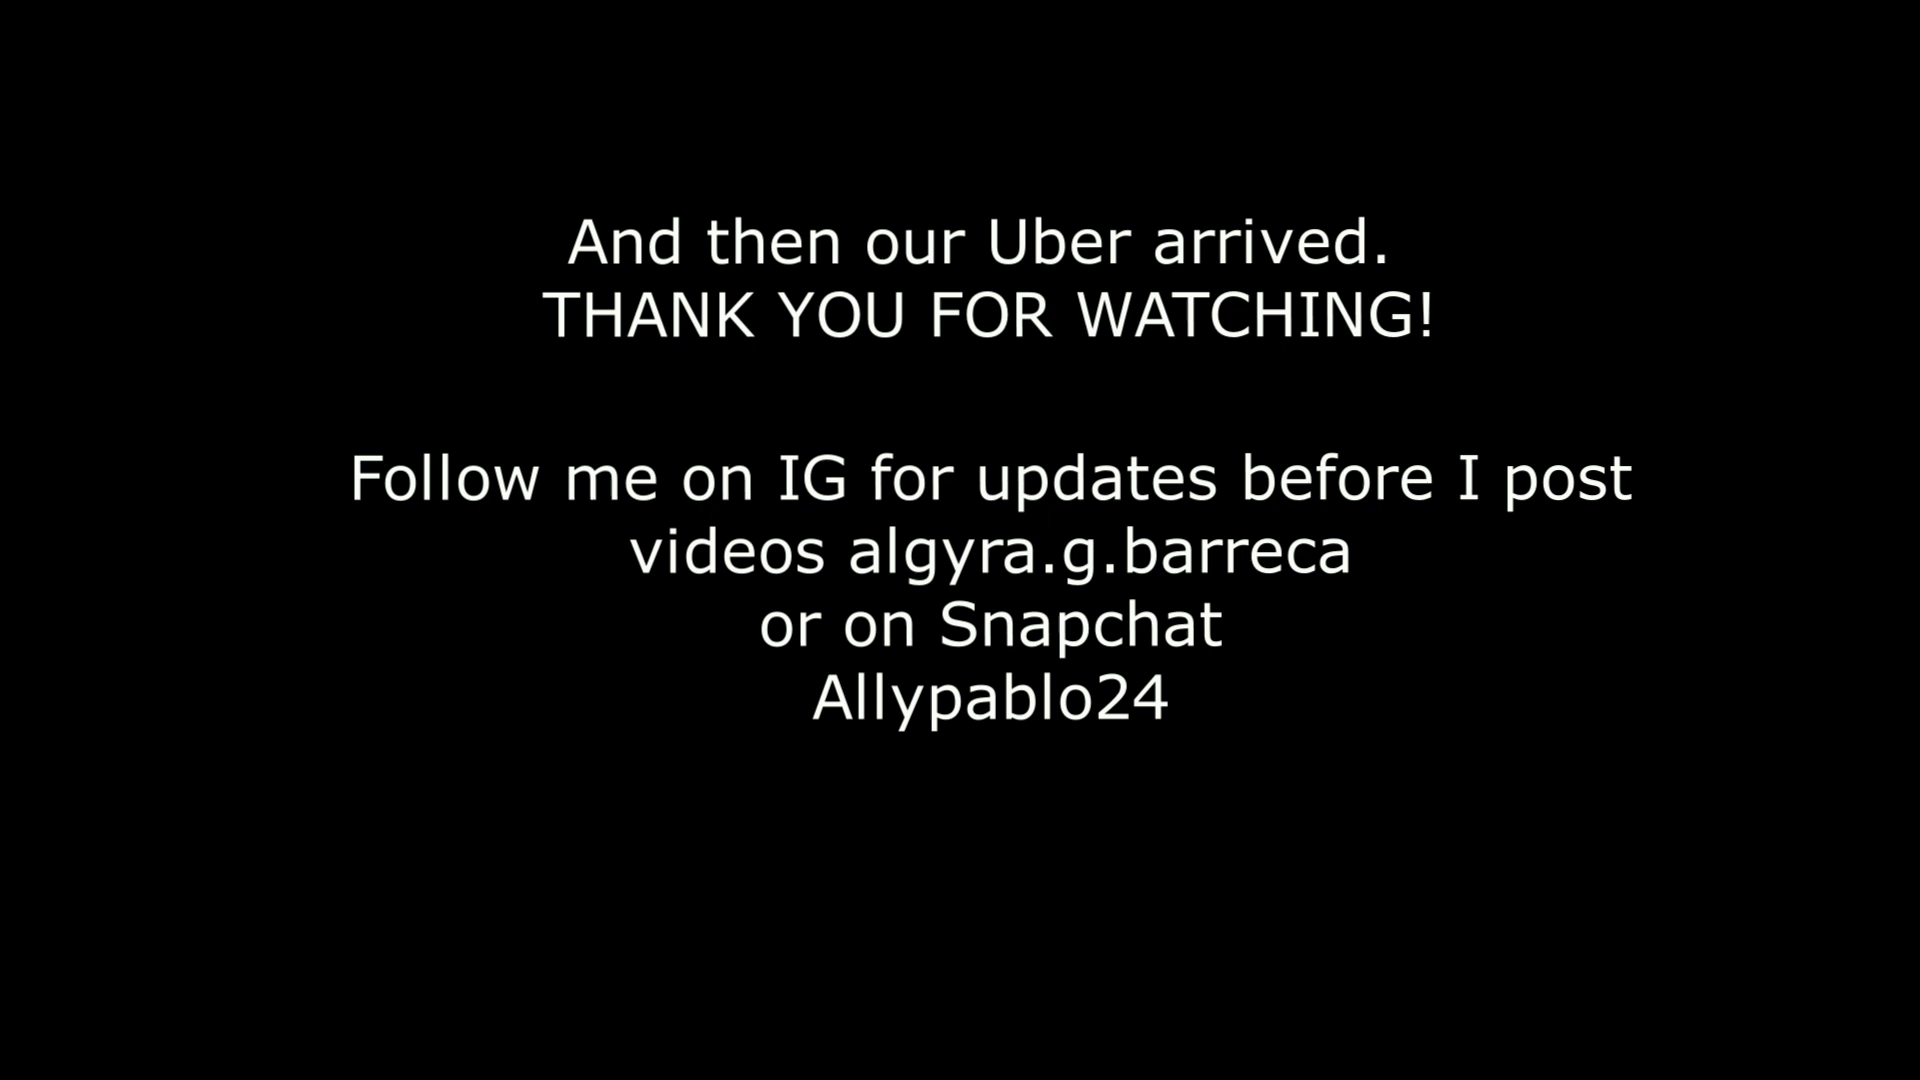 And then our Uber arrived.
THANK YOU FOR WATCHING!
Follow me on IG for updates before I post
videos algyra.g.barreca
or on Snapchat
Allypablo24